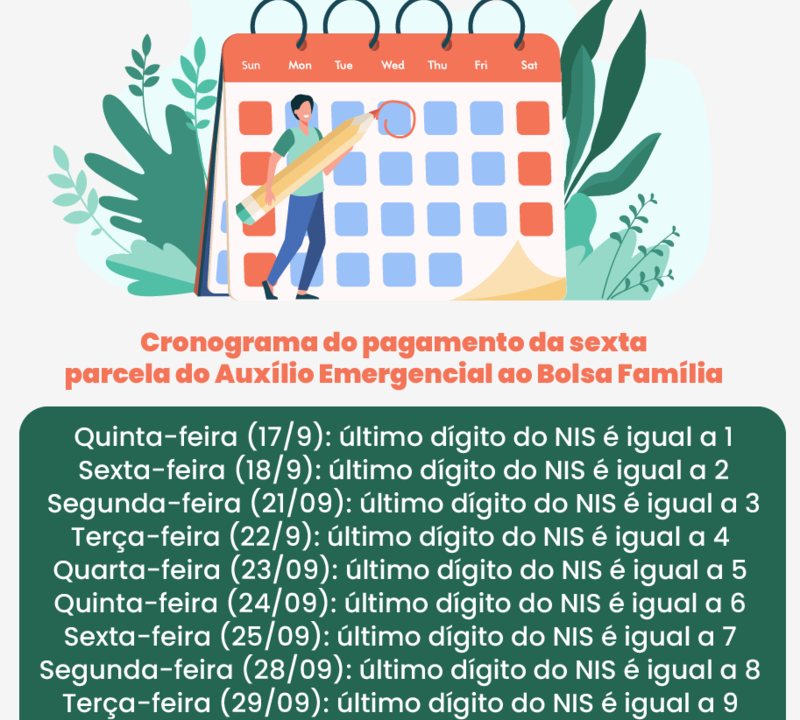 Sun Mon Tue Wed Thu Fri Sat
Cronograma do pagamento da sexta
parcela do Auxílio Emergencial ao Bolsa Família
Quinta-feira (17/9): último dígito do NIS é igual a 1
Sexta-feira (18/9): último dígito do NIS é igual a 2
Segunda-feira (21/09): último dígito do NIS é igual a 3
Terça-feira (22/9): último dígito do NIS é igual a 4
Quarta-feira (23/09): último dígito do NIS é igual a 5
Quinta-feira (24/09): último dígito do NIS é igual a 6
Sexta-feira (25/09): último dígito do NIS é igual a 7
Segunda-feira (28/09): último dígito do NIS é igual a 8
Terça-feira (29/09): último dígito do NIS é igual a 9